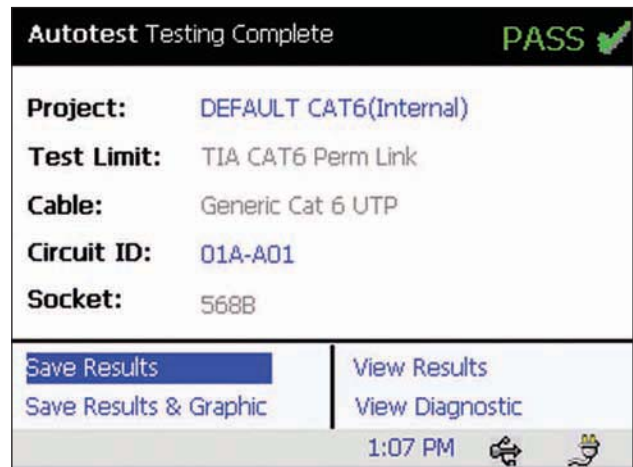 Autotest Testing Complete PASS
Project: DEFAULT CAT6(Internal)
Test Limit: TIA CAT6 Perm Link
Cable: Generic Cat 6 UTP
Circuit ID: 01A-A01
Socket: 568B
Save Results View Results
Save Results & Graphic View Diagnostic
1:07 PM